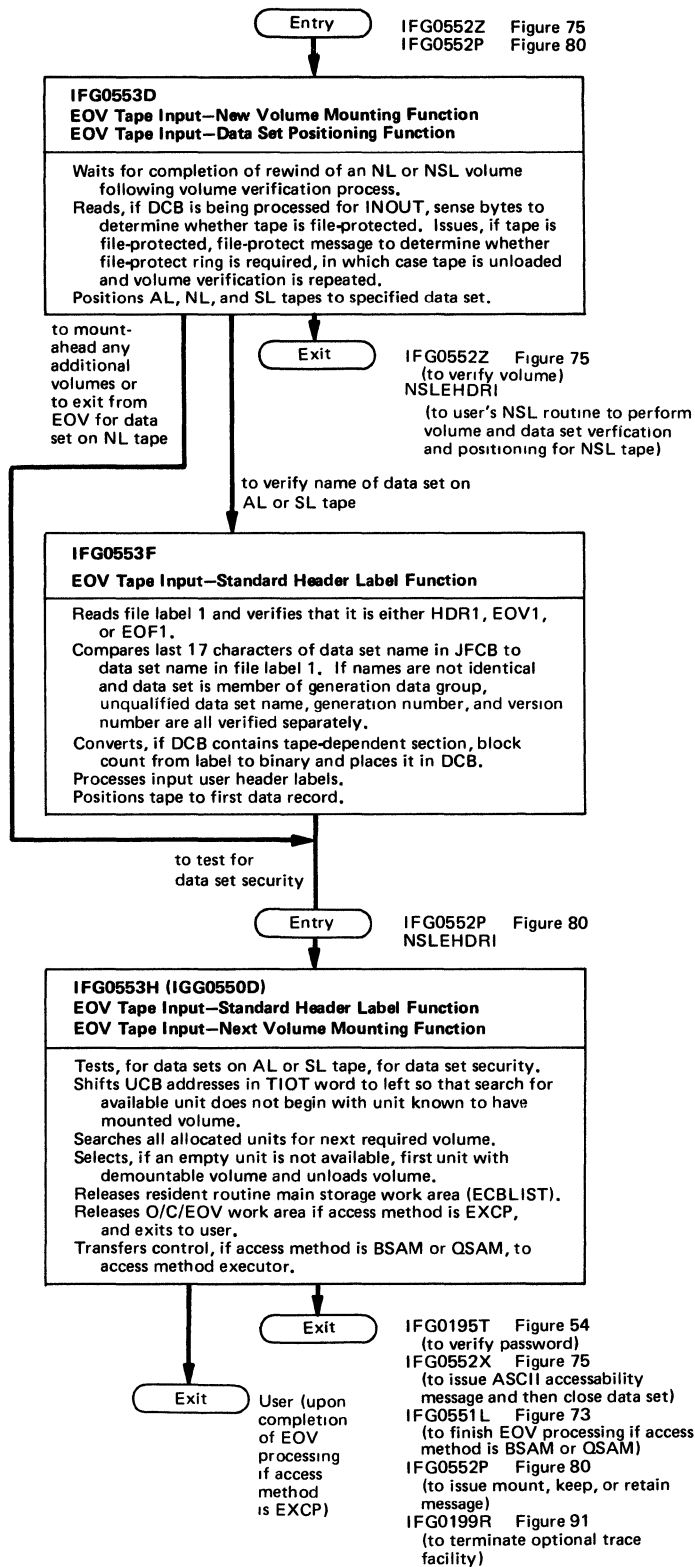 Entry
IFG0552Z Figure 75
IFG0552P Figure 80
IFG0553D
EOV Tape Input—New Volume Mounting Function
EOV Tape Input—Data Set Positioning Function
Waits for completion of rewind of an NL or NSL volume
following volume verification process.
Reads, if DCB is being processed for INOUT, sense bytes to
determine whether tape is file-protected. Issues, if tape is
file-protected, file-protect message to determine whether
file-protect ring is required, in which case tape is unloaded
and volume verification is repeated.
Positions AL, NL, and SL tapes to specified data set.
to mount-
ahead any
additional
volumes or
to exit from
EOV for data
set on NL tape
Exit
IFG0552Z Figure 75
(to verify volume)
NSLEHDRI
(to user's NSL routine to perform
volume and data set verfication
and positioning for NSL tape)
to verify name of data set on
AL or SL tape
IFG0553F
EOV Tape Input—Standard Header Label Function
Reads file label 1 and verifies that it is either HDR1, EOV1,
or EOF1.
Compares last 17 characters of data set name in JFCB to
data set name in file label 1. If names are not identical
and data set is member of generation data group,
unqualified data set name, generation number, and version
number are all verified separately.
Converts, if DCB contains tape-dependent section, block
count from label to binary and places it in DCB.
Processes input user header labels.
Positions tape to first data record.
to test for
data set security
Entry
IFG0552P Figure 80
NSLEHDRI
IFG0553H (IGG0550D)
EOV Tape Input—Standard Header Label Function
EOV Tape Input—Next Volume Mounting Function
Tests, for data sets on AL or SL tape, for data set security.
Shifts UCB addresses in TIOT word to left so that search for
available unit does not begin with unit known to have
mounted volume.
Searches all allocated units for next required volume.
Selects, if an empty unit is not available, first unit with
demountable volume and unloads volume.
Releases resident routine main storage work area (ECBLIST).
Releases O/C/EOV work area if access method is EXCP,
and exits to user.
Transfers control, if access method is BSAM or QSAM, to
access method executor.
Exit
IFG0195T Figure 54
(to verify password)
IFG0552X Figure 75
(to issue ASCII accessability
message and then close data set)
IFG0551L Figure 73
(to finish EOV processing if access
method is BSAM or QSAM)
IFG0552P Figure 80
(to issue mount, keep, or retain
message)
IFG0199R Figure 91
(to terminate optional trace
facility)
Exit
User (upon
completion
of EOV
processing
if access
method
is EXCP)